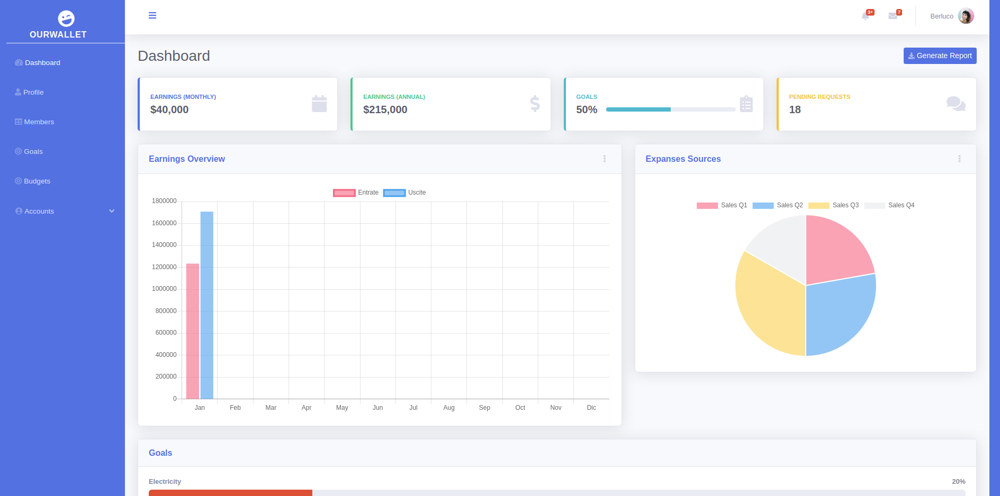 OURWALLET
Dashboard
Profile
Members
Goals
Budgets
Accounts
3+
7
Berluco
Dashboard
Generate Report
EARNINGS (MONTHLY)
$40,000
EARNINGS (ANNUAL)
$215,000
GOALS
50%
PENDING REQUESTS
18
Earnings Overview
Entrate Uscite
1800000
1600000
1400000
1200000
1000000
800000
600000
400000
200000
0
Jan Feb Mar Apr May Jun Jul Aug Sep Oct Nov Dic
Expanses Sources
Sales Q1 Sales Q2 Sales Q3 Sales Q4
Goals
Electricity 20%